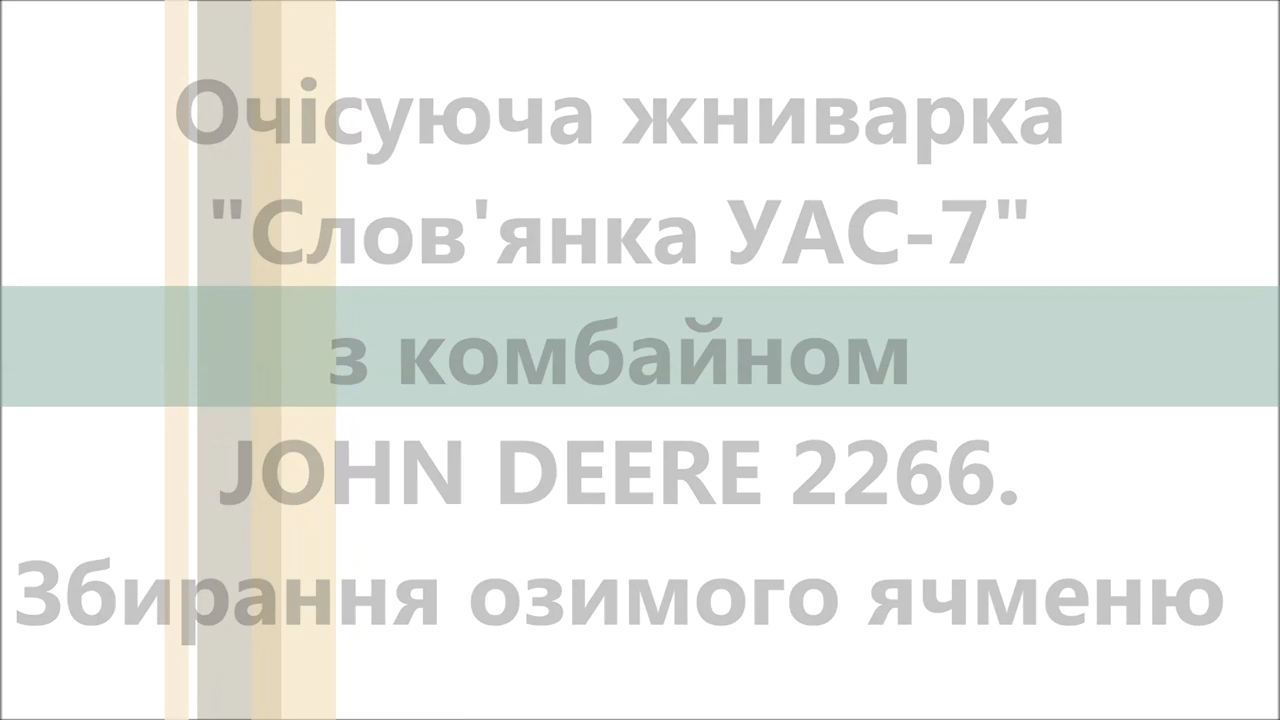 Очісуюча жниварка
"Слов'янка УАС-7"
з комбайном
JOHN DEERE 2266.
Збирання озимого ячменю